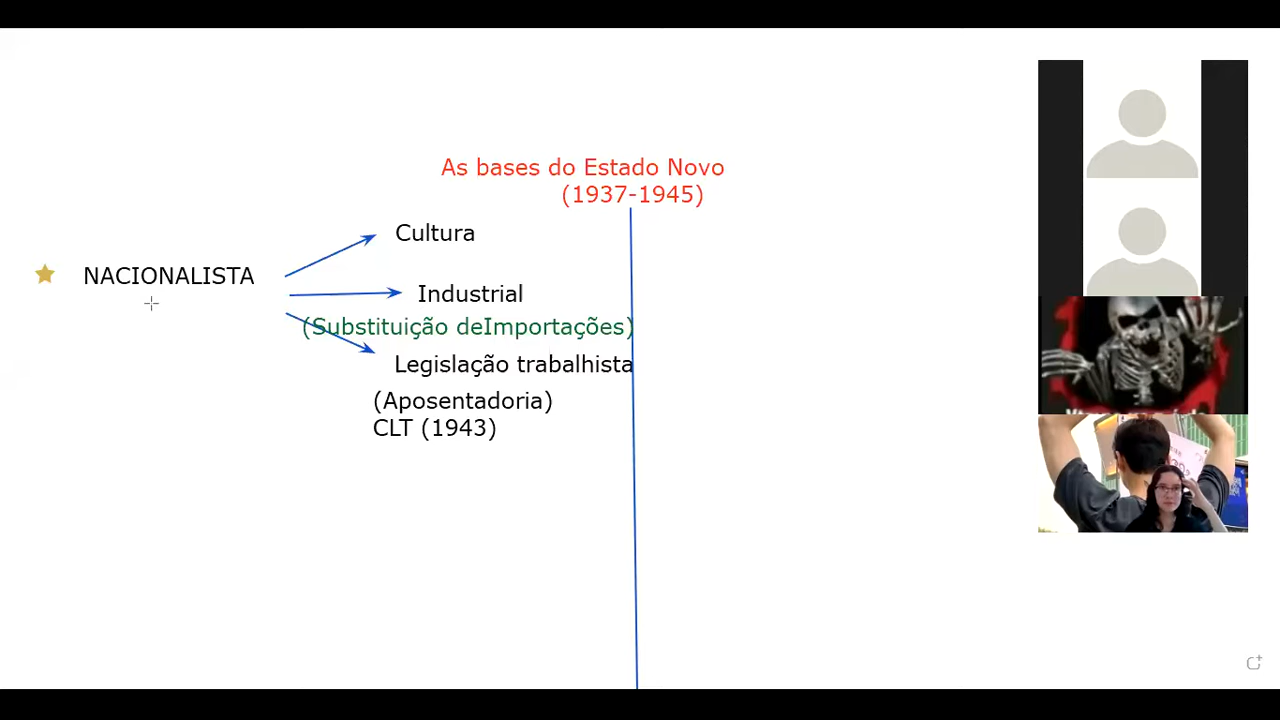 As bases do Estado Novo
(1937-1945)
Cultura
NACIONALISTA
Industrial
(Substituição deImportações)
Legislação trabalhista
(Aposentadoria)
CLT (1943)